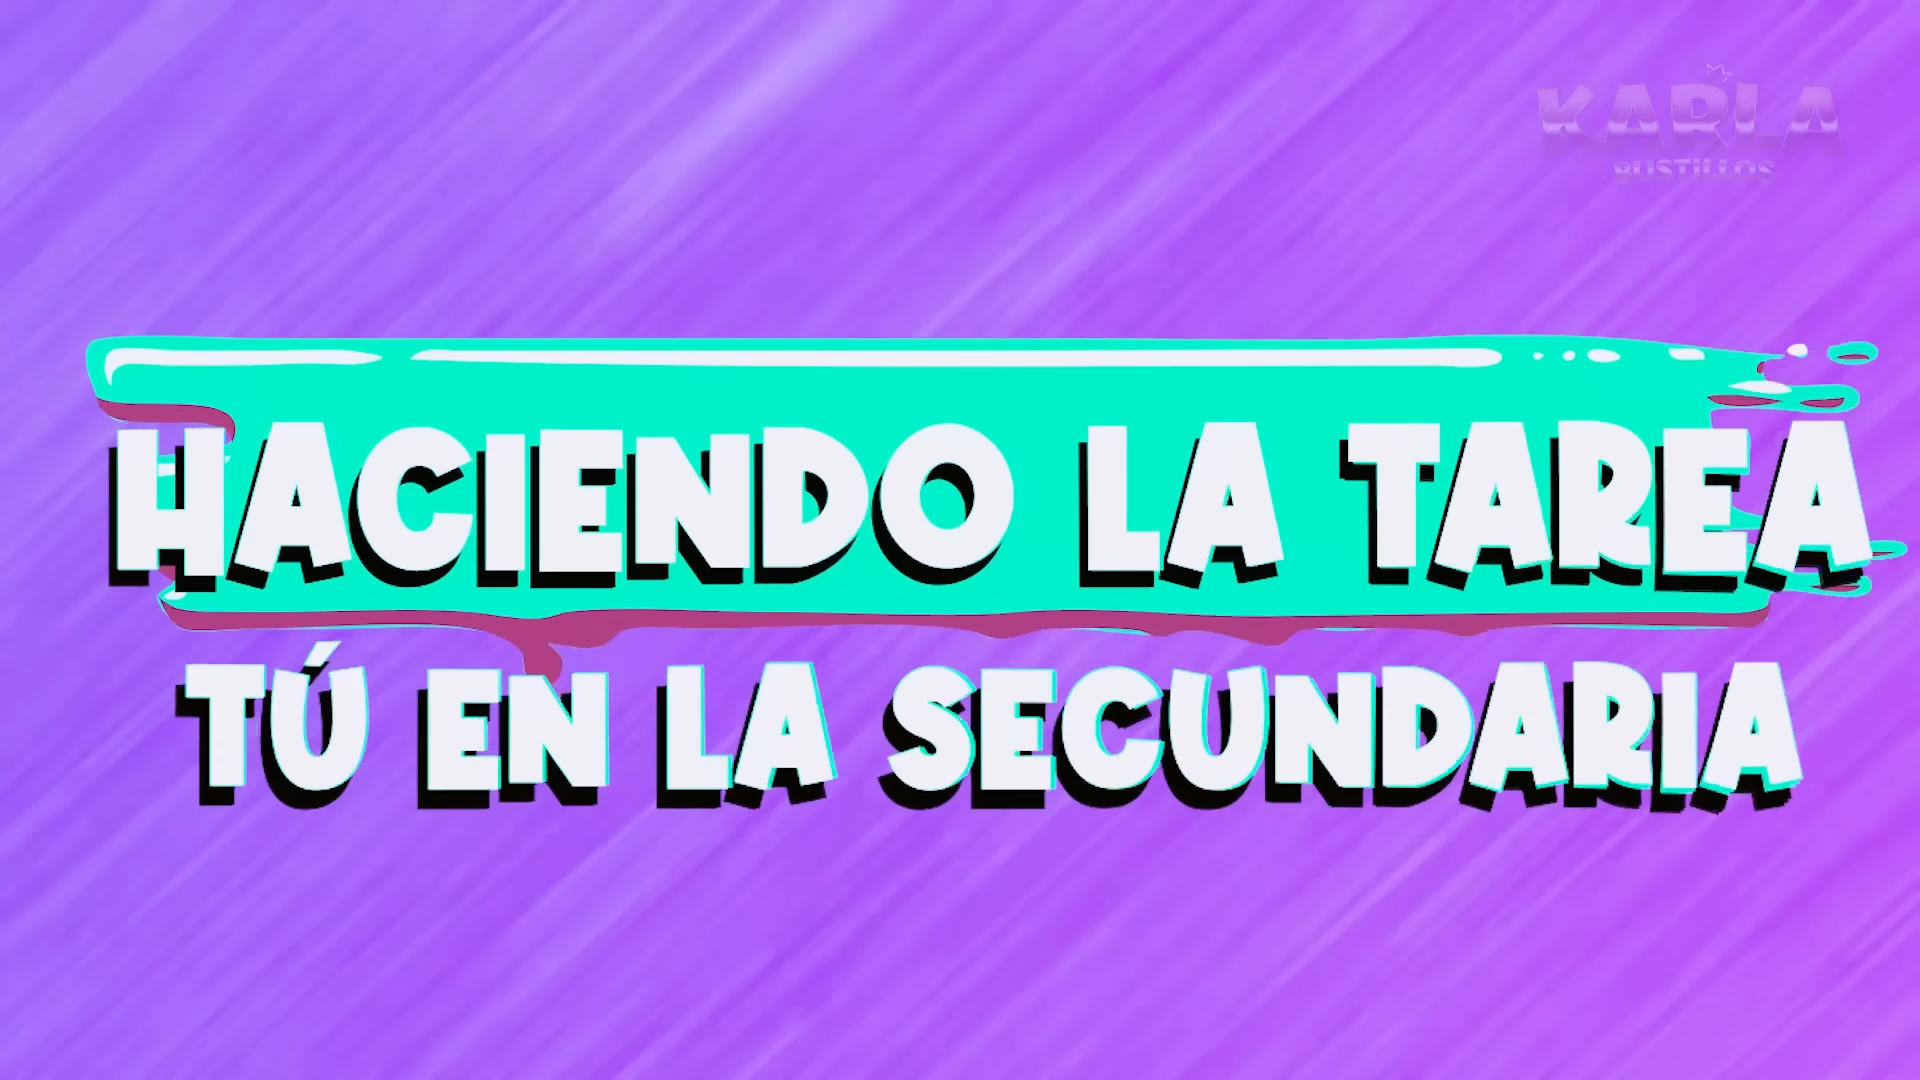 KARLA
BUSTILLOS
HACIENDO LA TAREA
TÚ EN LA SECUNDARIA